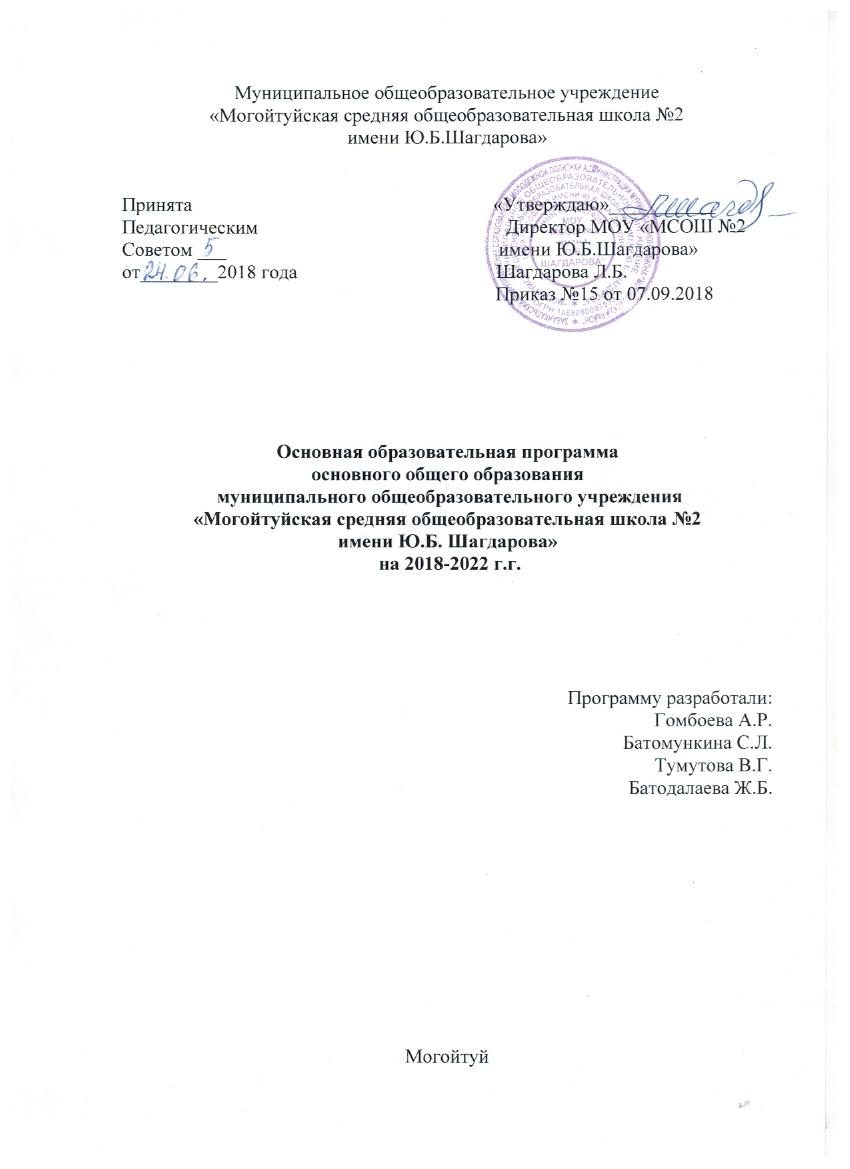 Муниципальное общеобразовательное учреждение
«Могойтуйская средняя общеобразовательная школа №2
имени Ю.Б.Шагдарова»
Принята
Педагогическим
Советом 5
от 24.06. 2018 года
«Утверждаю»
Директор МОУ «МСОШ №2
имени Ю.Б.Шагдарова»
Шагдарова Л.Б.
Приказ №15 от 07.09.2018
Основная образовательная программа
основного общего образования
муниципального общеобразовательного учреждения
«Могойтуйская средняя общеобразовательная школа №2
имени Ю.Б. Шагдарова»
на 2018-2022 г.г.
Программу разработали:
Гомбоева А.Р.
Батомункина С.Л.
Тумутова В.Г.
Батодалаева Ж.Б.
Могойтуй